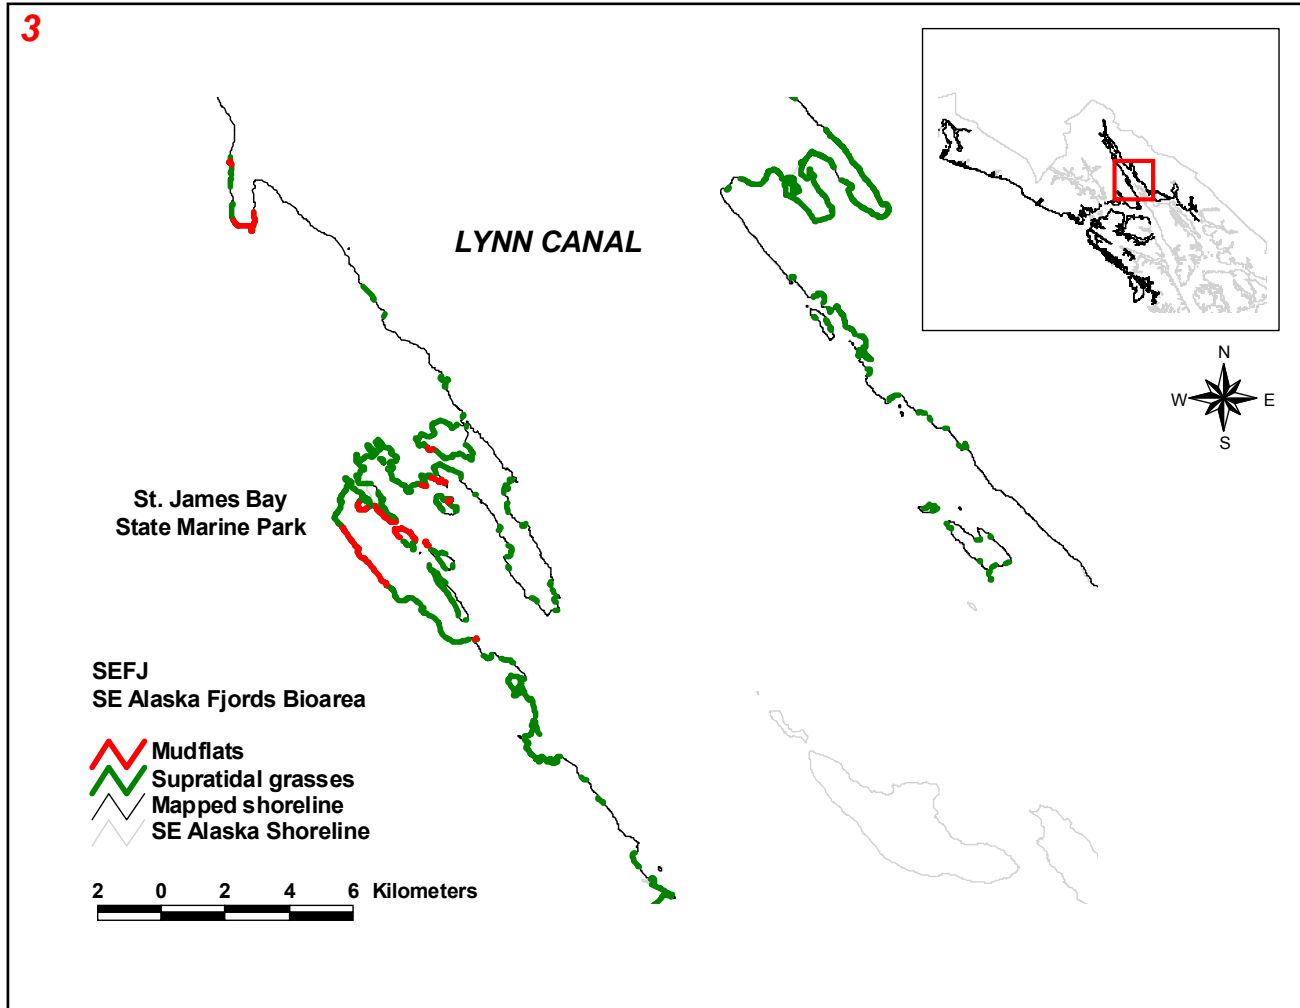 3
LYNN CANAL
N
W E
S
St. James Bay
State Marine Park
SEFJ
SE Alaska Fjords Bioarea
Mudflats
Supratidal grasses
Mapped shoreline
SE Alaska Shoreline
2 0 2 4 6 Kilometers